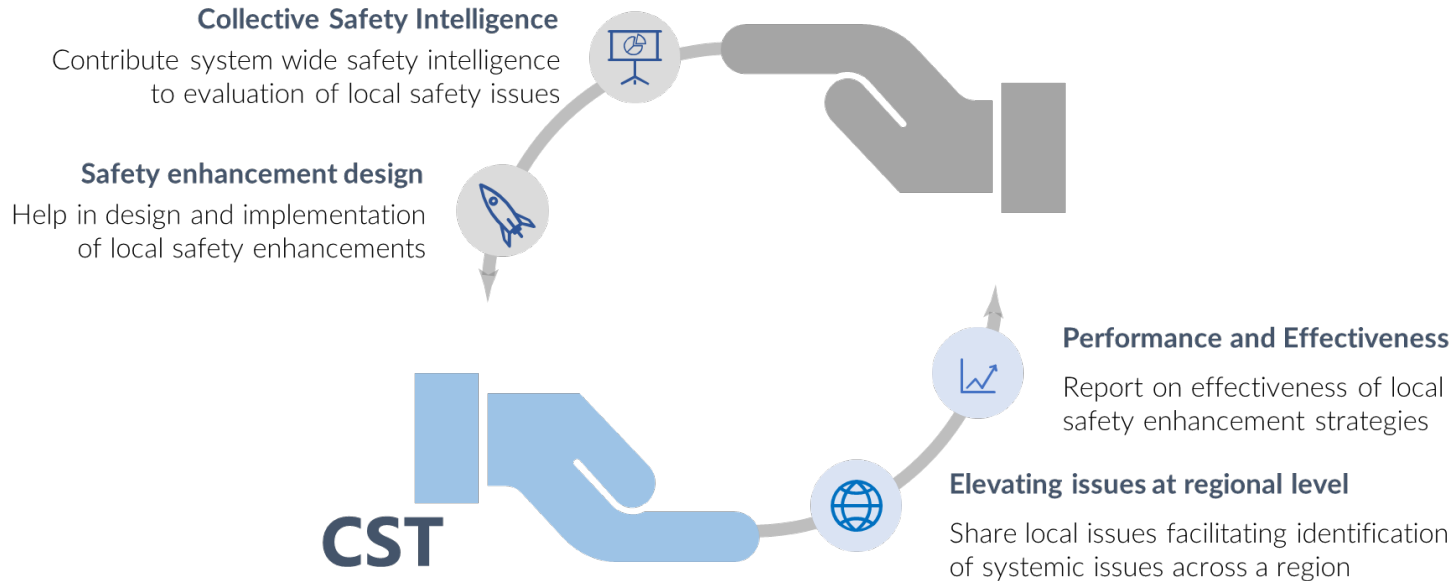 Collective Safety Intelligence
Contribute system wide safety intelligence
to evaluation of local safety issues
Safety enhancement design
Help in design and implementation
of local safety enhancements
Performance and Effectiveness
Report on effectiveness of local
safety enhancement strategies
Elevating issues at regional level
Share local issues facilitating identification
of systemic issues across a region
CST